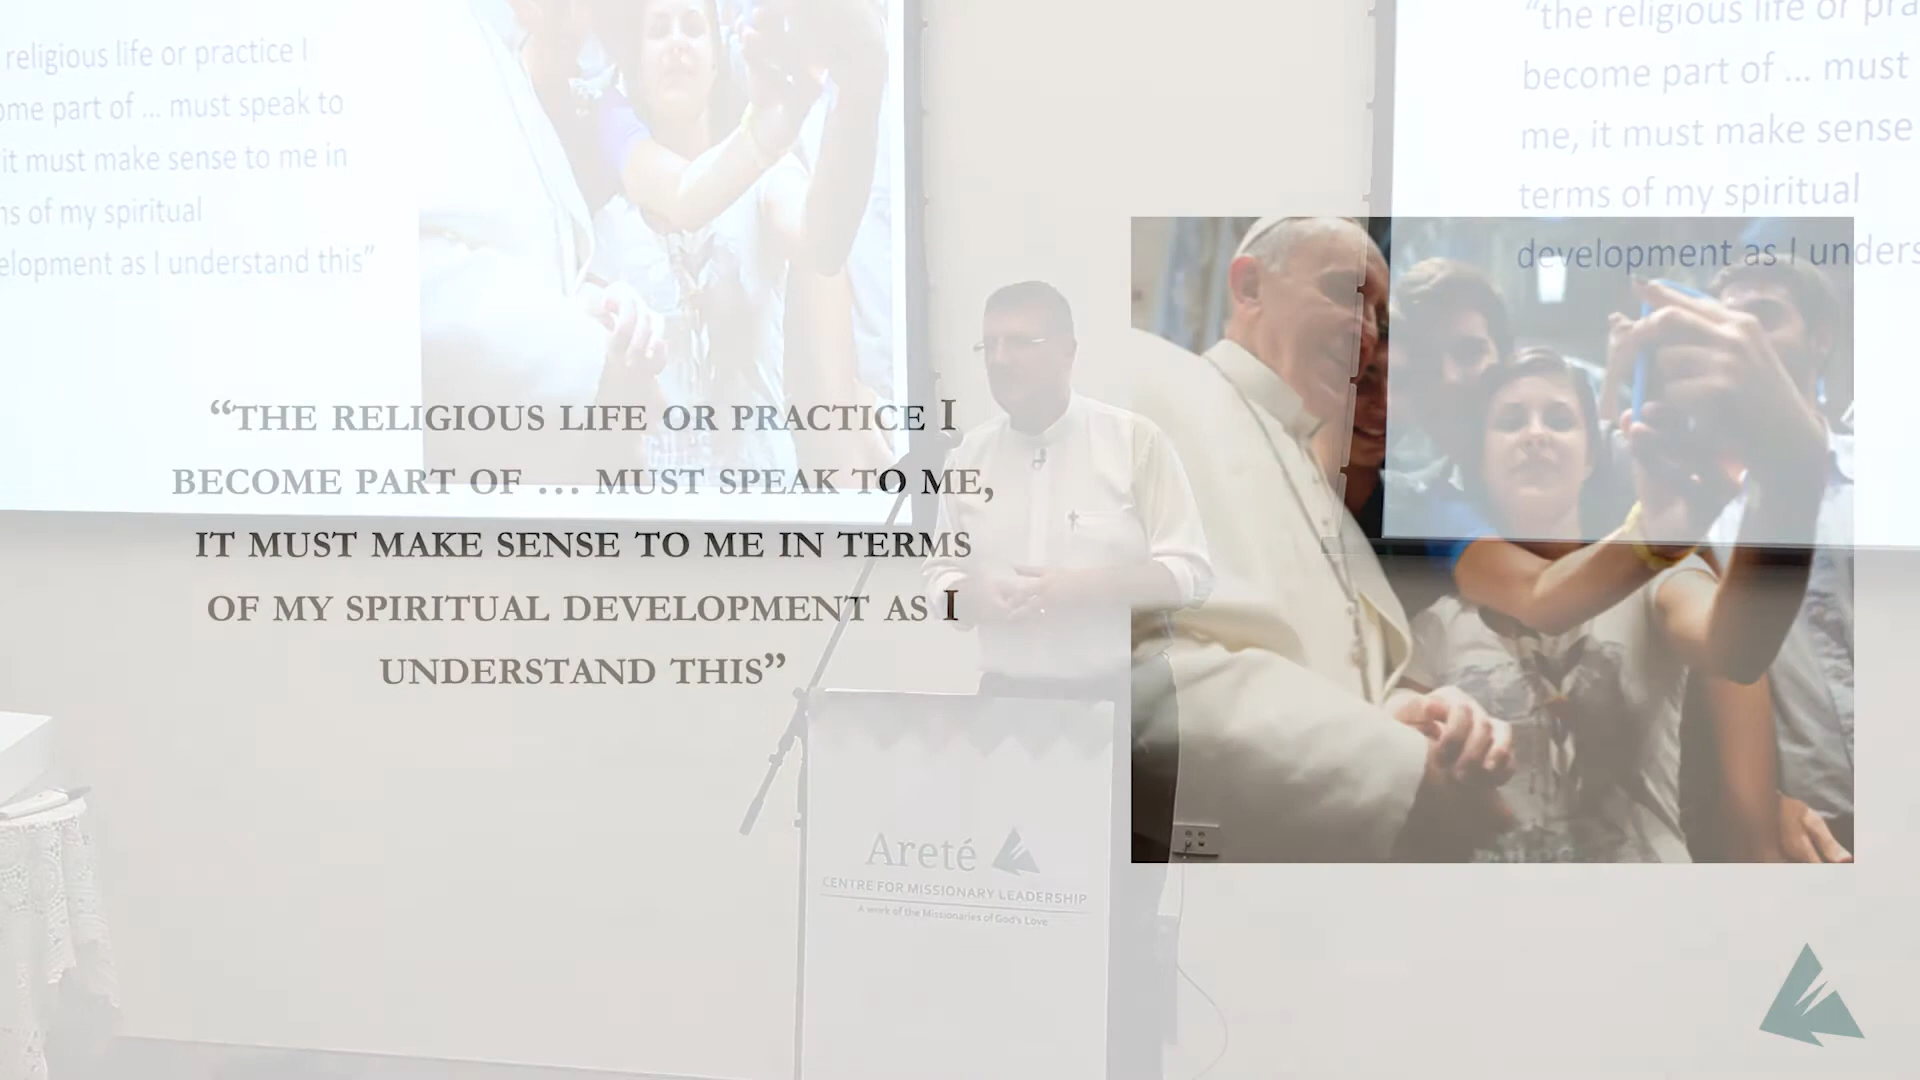 religious life or practice I
ome part of ... must speak to
it must make sense to me in
ns of my spiritual
elopment as I understand this”
“the religious life or pra
become part of ... must
me, it must make sense
terms of my spiritual
development as I unders
“THE RELIGIOUS LIFE OR PRACTICE I
BECOME PART OF ... MUST SPEAK TO ME,
IT MUST MAKE SENSE TO ME IN TERMS
OF MY SPIRITUAL DEVELOPMENT AS I
UNDERSTAND THIS”
Areté
CENTRE FOR MISSIONARY LEADERSHIP
A work of the Missionaries of God's Love